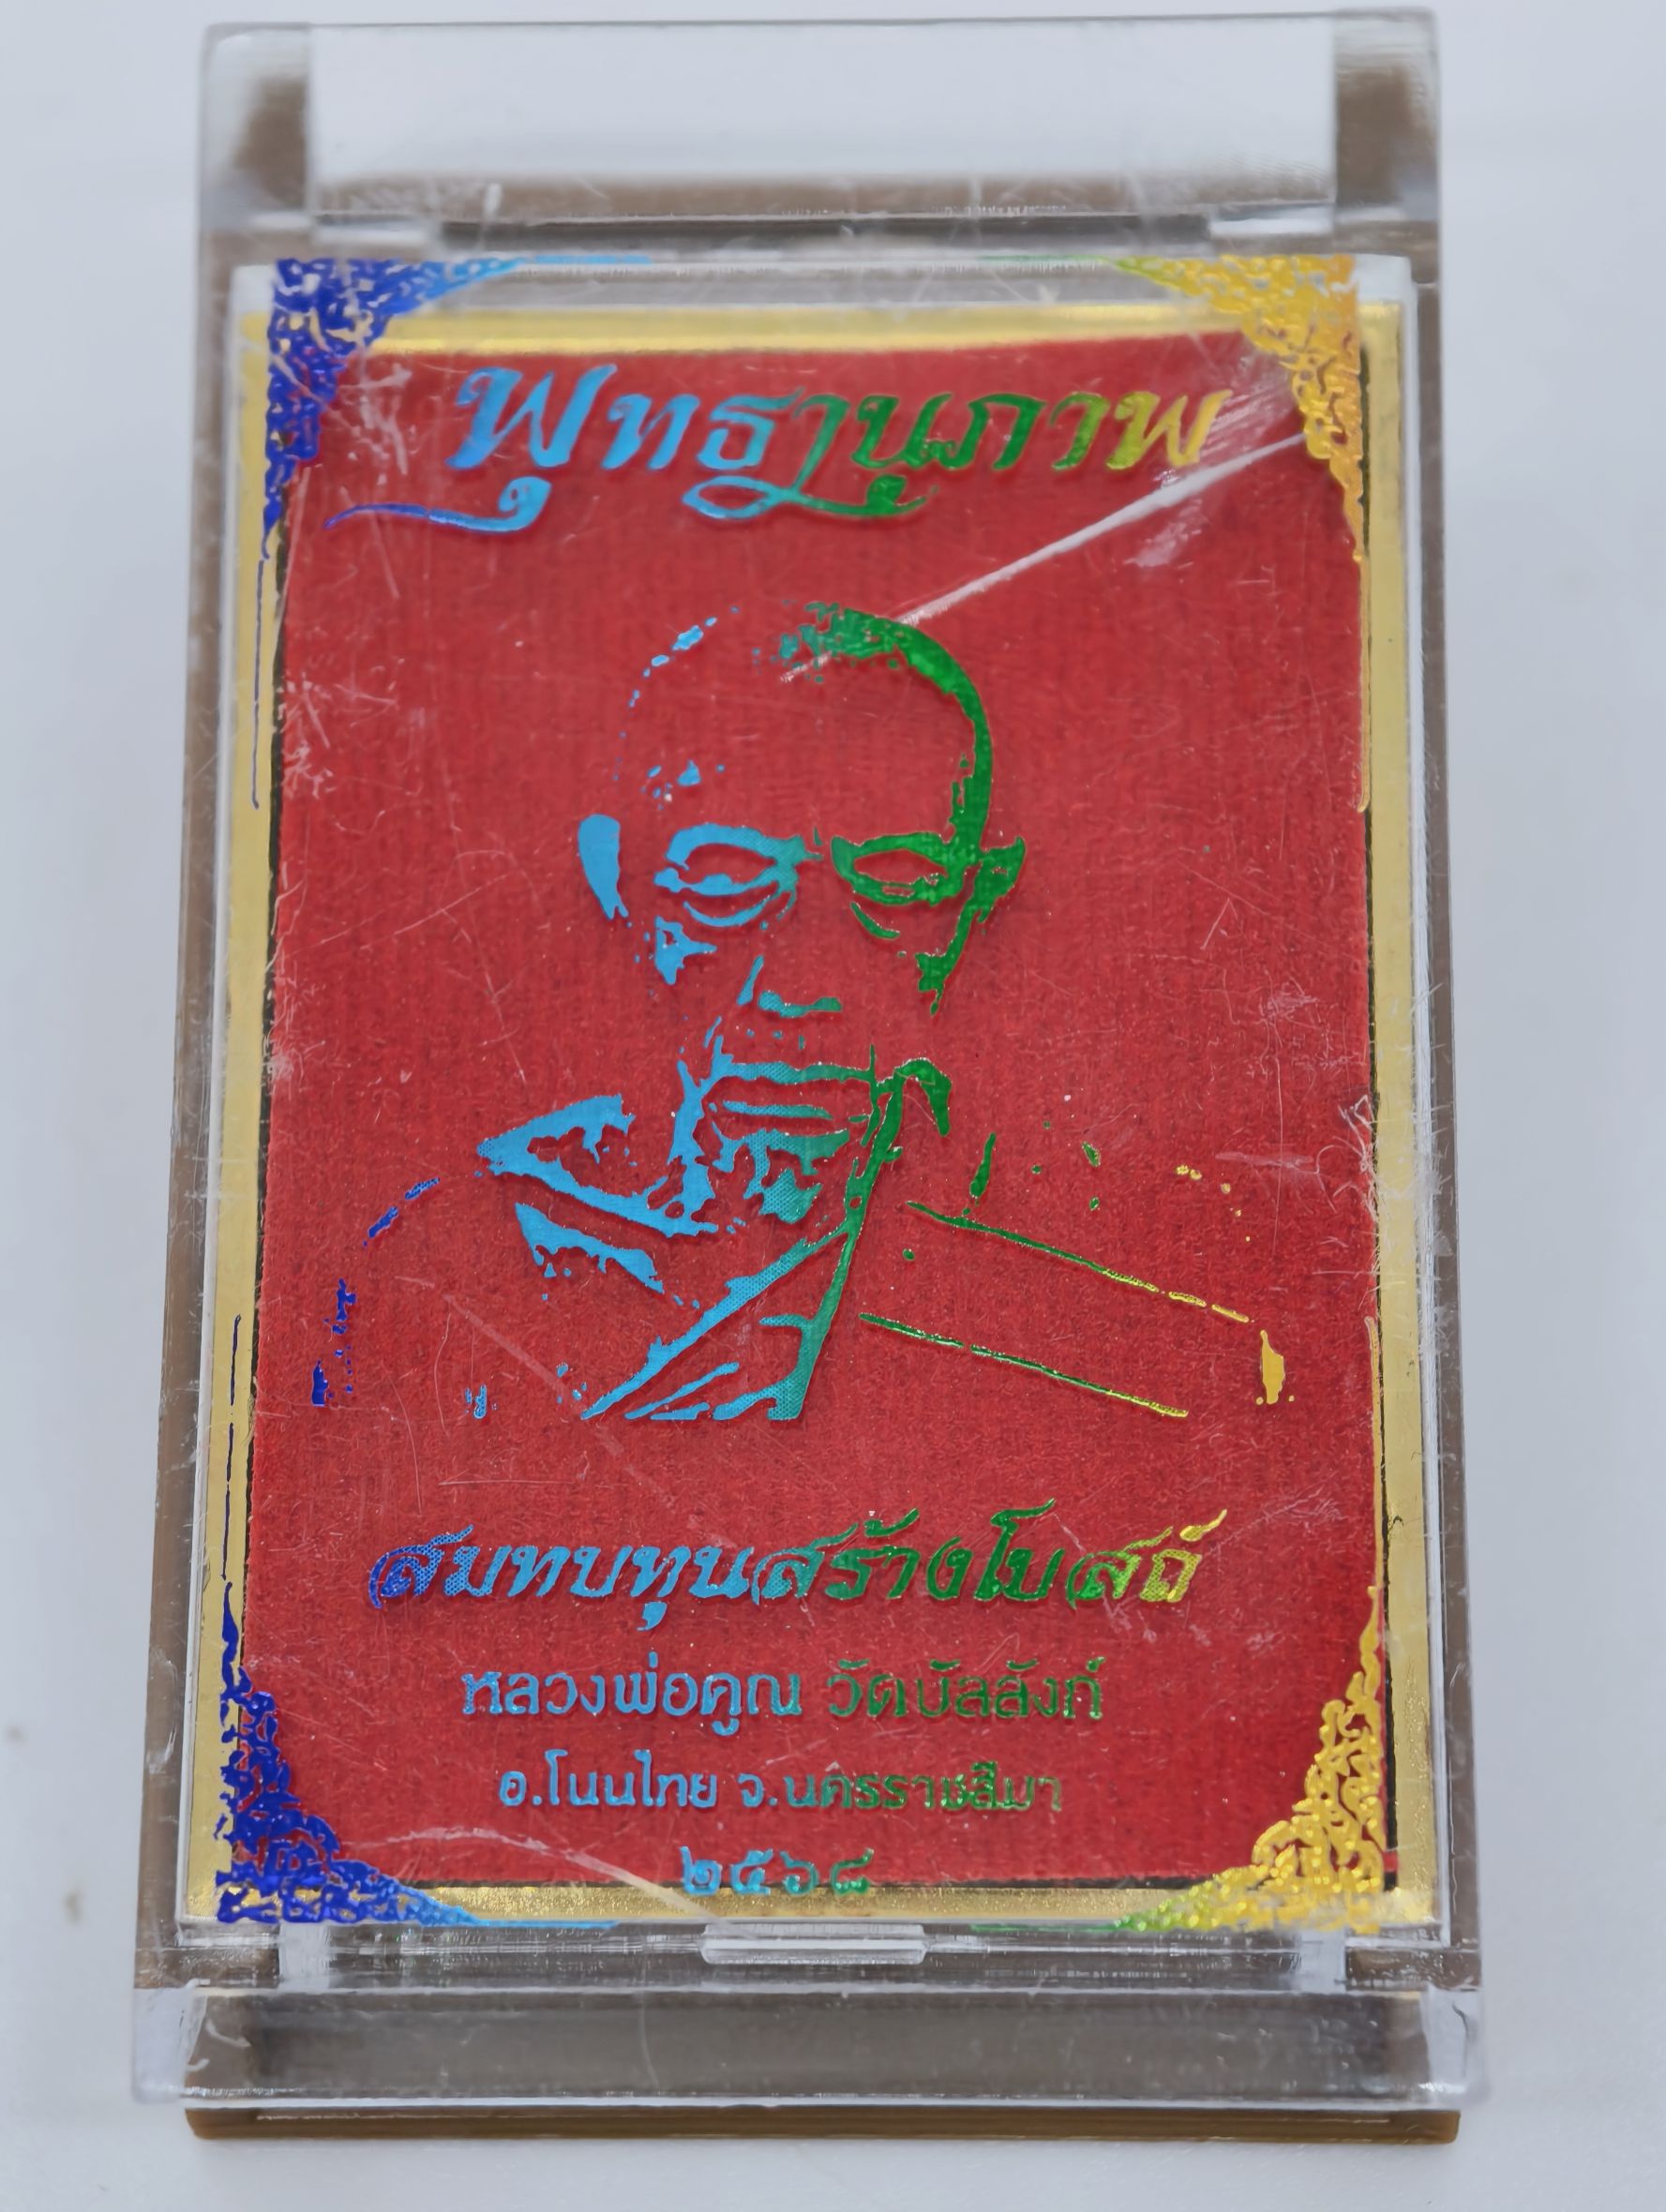 พุทธานุภาพ
สมทบทุนสร้างโบสถ์
หลวงพ่อคูณ วัดบัลลังก์
อ.โนนไทย จ.นครราชสีมา
๒๕๖๘